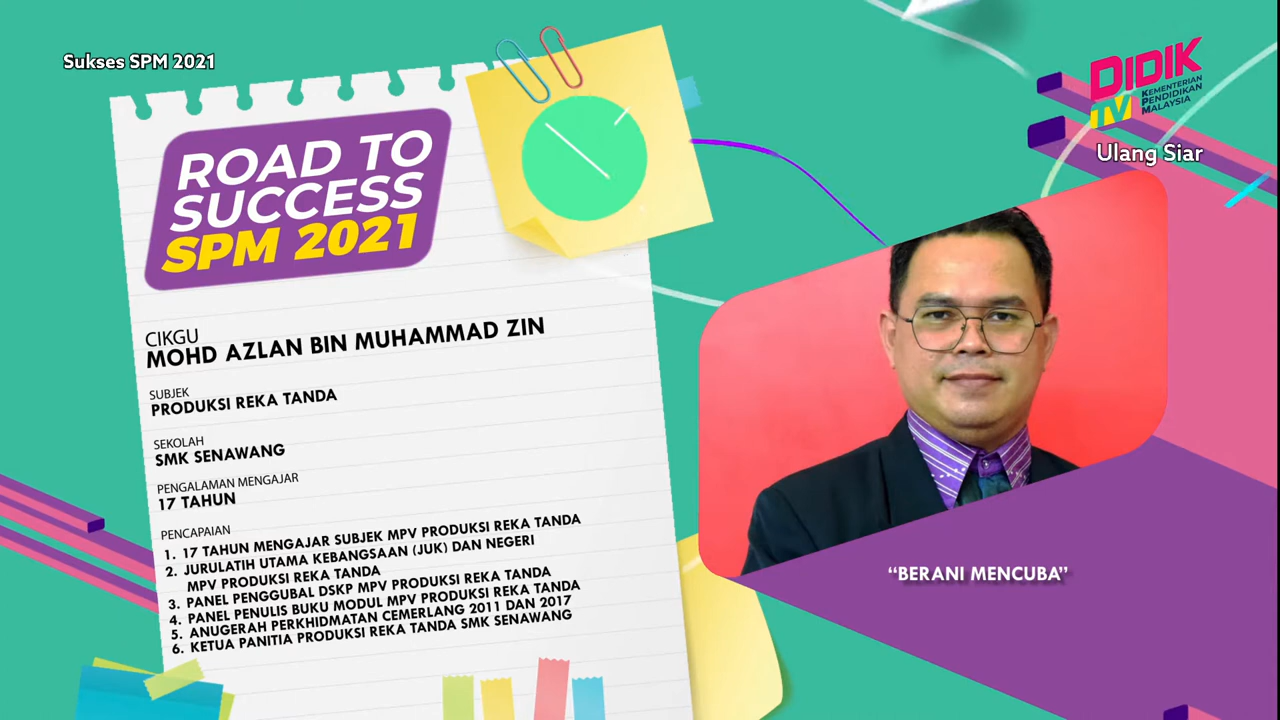 Sukses SPM 2021
DIDIK
TV
KEMENTERIAN
PENDIDIKAN
MALAYSIA
Ulang Siar
ROAD TO
SUCCESS
SPM 2021
CIKGU
MOHD AZLAN BIN MUHAMMAD ZIN
SUBJEK
PRODUKSI REKA TANDA
SEKOLAH
SMK SENAWANG
PENGALAMAN MENGAJAR
17 TAHUN
PENCAPAIAN
1. 17 TAHUN MENGAJAR SUBJEK MPV PRODUKSI REKA TANDA
2. JURULATIH UTAMA KEBANGSAAN (JUK) DAN NEGERI
MPV PRODUKSI REKA TANDA
3. PANEL PENGGUBAL DSKP MPV PRODUKSI REKA TANDA
4. PANEL PENULIS BUKU MODUL MPV PRODUKSI REKA TANDA
5. ANUGERAH PERKHIDMATAN CEMERLANG 2011 DAN 2017
6. KETUA PANITIA PRODUKSI REKA TANDA SMK SENAWANG
“BERANI MENCUBA”